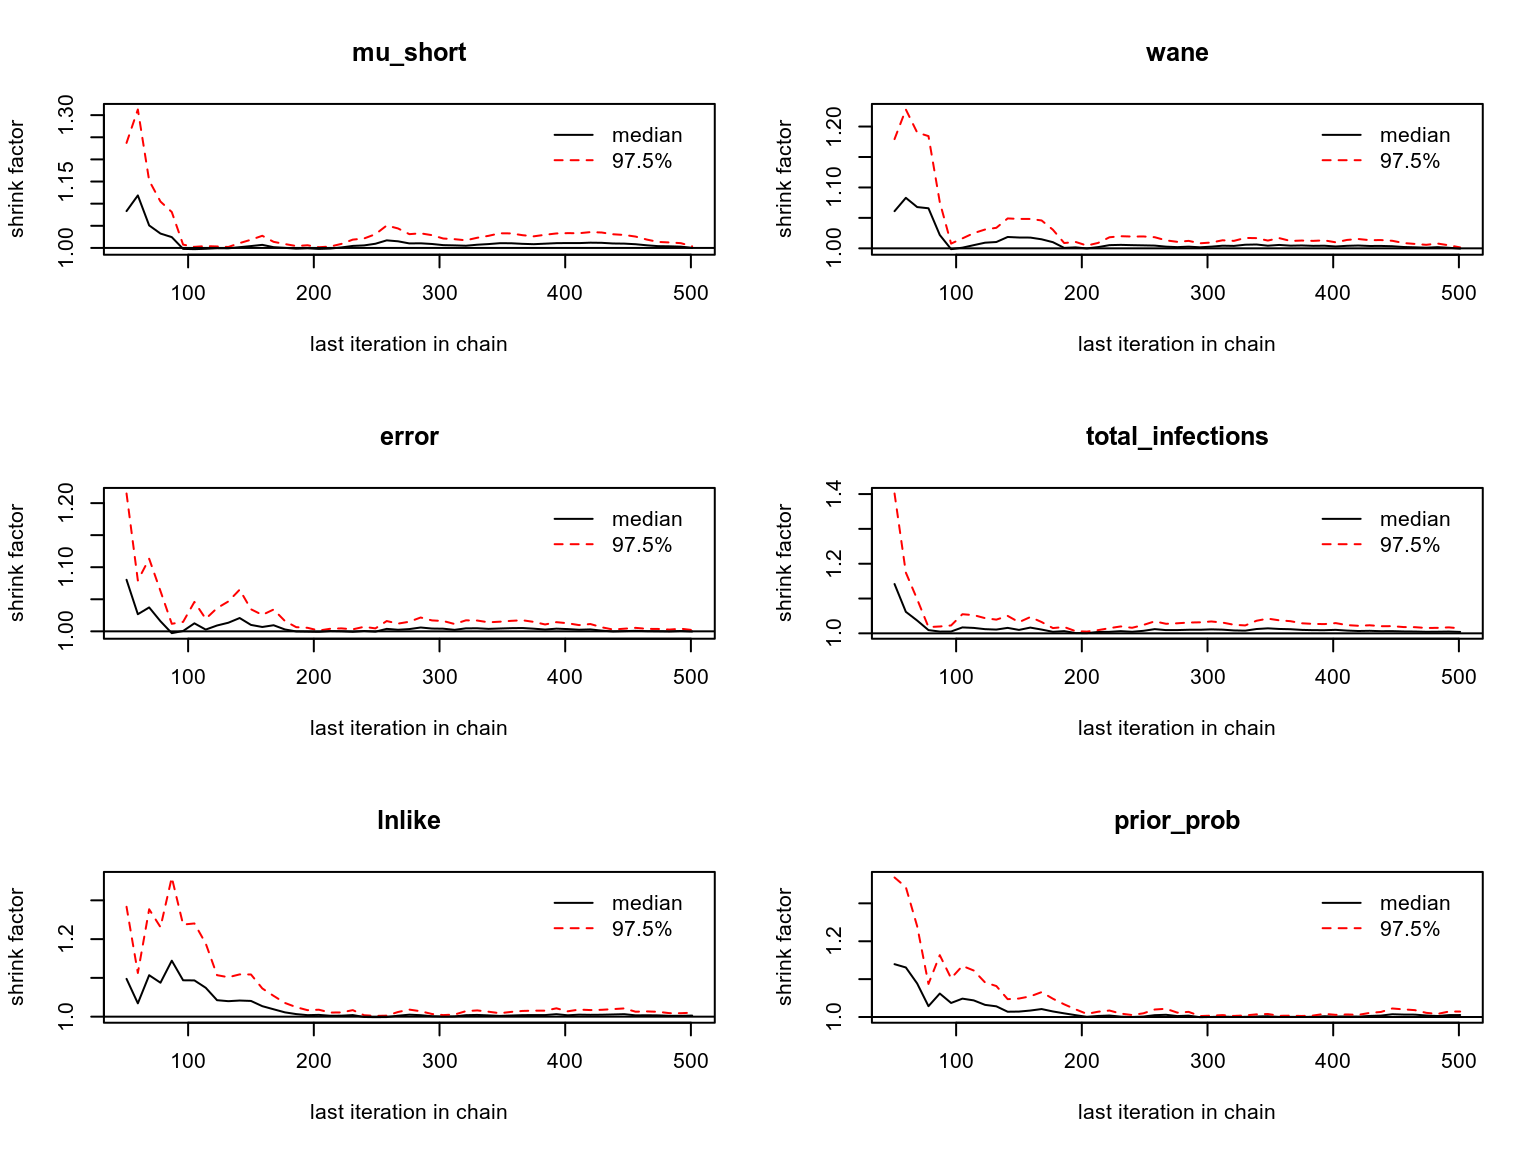 mu_short
shrink factor
1.00 1.15 1.30
median
97.5%
100 200 300 400 500
last iteration in chain
wane
shrink factor
1.00 1.10 1.20
median
97.5%
100 200 300 400 500
last iteration in chain
error
shrink factor
1.00 1.10 1.20
median
97.5%
100 200 300 400 500
last iteration in chain
total_infections
shrink factor
1.0 1.2 1.4
median
97.5%
100 200 300 400 500
last iteration in chain
lnlike
shrink factor
1.0 1.2
median
97.5%
100 200 300 400 500
last iteration in chain
prior_prob
shrink factor
1.0 1.2
median
97.5%
100 200 300 400 500
last iteration in chain